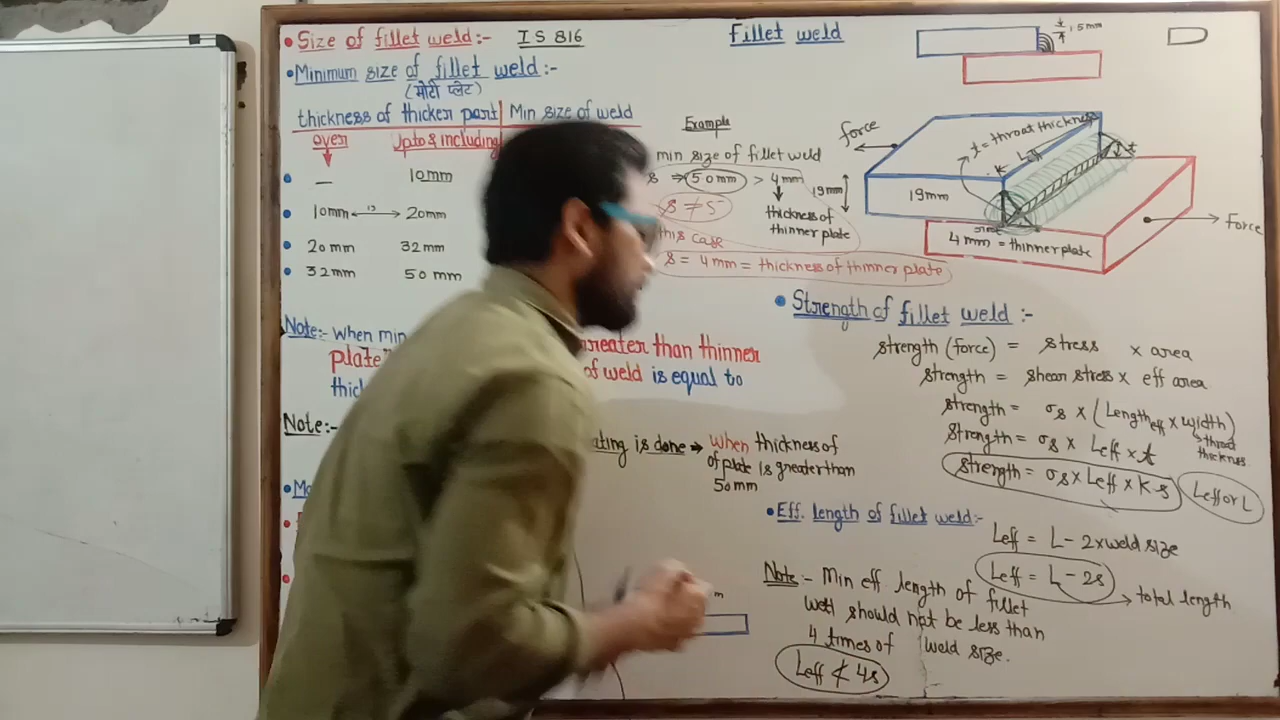 • Size of fillet weld:- IS 816
• Minimum size of fillet weld:-
(मोटी प्लेट)
thickness of thicker part | Min size of weld
over Upto & including
• — 10mm
• 10mm ←is→ 20mm
• 20mm 32mm
• 32mm 50 mm
Note:- When min
plate
thic
reater than thinner
of weld is equal to
Note:-
ating is done → when thickness of
of plate is greater than
50mm
Fillet weld
Example
min size of fillet weld
s ⇒ 50mm > 4mm
s ≠ 5
thickness of
thinner plate
this case
s = 4mm = thickness of thinner plate
19mm
5mm
D
force
t = throat thickness
Leff
t
19mm
4 mm = thinner plate
Force
• Strength of fillet weld :-
strength (force) = stress × area
strength = shear stress × eff area
strength = σs × (Length eff × width)
throat
thickness
strength = σs × Leff × t
strength = σs × Leff × K·s
Leff or L
• Eff. length of fillet weld:-
Leff = L - 2×weld size
Leff = L - 2s
total length
Note:- Min eff length of fillet
weld should not be less than
4 times of weld size.
Leff ≮ 4s
m